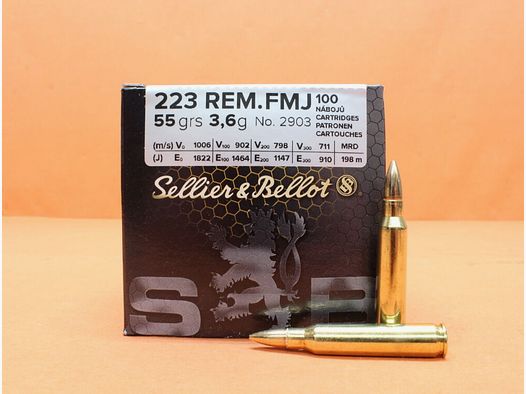 223 REM.FMJ 100
NÁBOJŮ
CARTRIDGES
PATRONEN
CARTOUCHES
55 grs 3,6g No. 2903
(m/s) V0 1006 V100 902 V200 798 V300 711 MRD
(J) E0 1822 E100 1464 E200 1147 E300 910 198 m
Sellier & Bellot S&B
S B